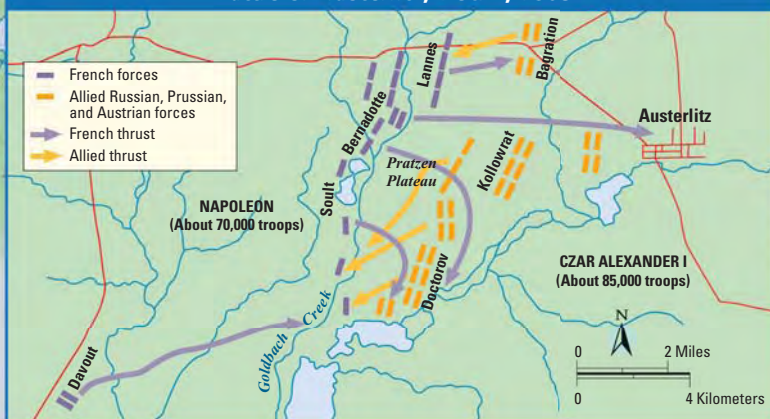 French forces
Allied Russian, Prussian,
and Austrian forces
French thrust
Allied thrust
Lannes
Bagration
Bernadotte
Austerlitz
Pratzen
Plateau
Kollowrat
Soult
NAPOLEON
(About 70,000 troops)
CZAR ALEXANDER I
(About 85,000 troops)
Doctorov
Goldbach Creek
Davout
N
0 2 Miles
0 4 Kilometers